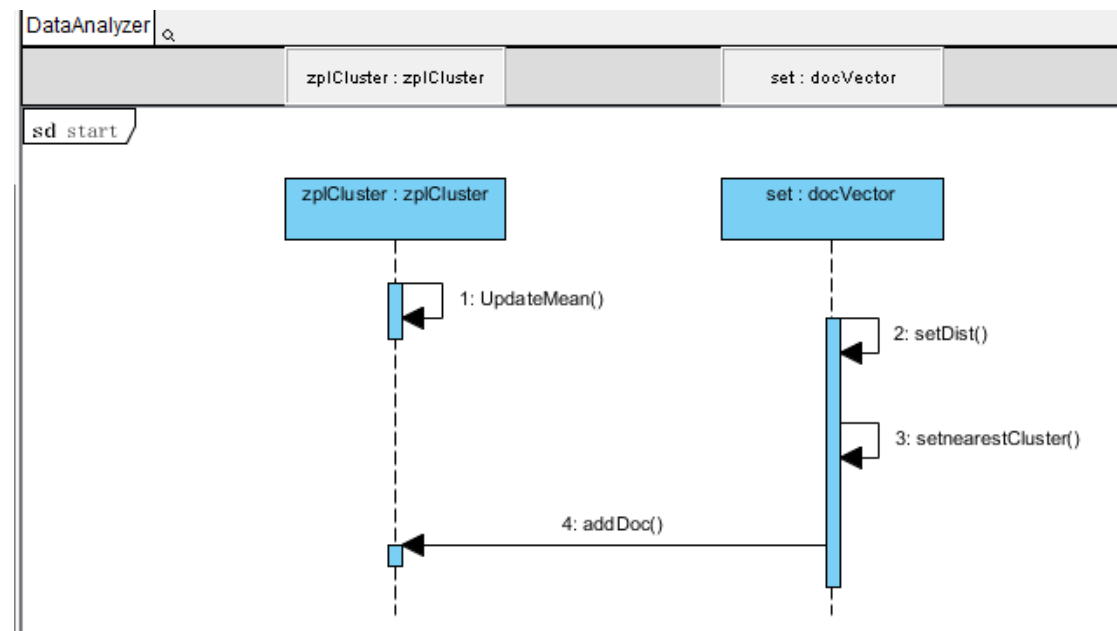 DataAnalyzer
zplCluster : zplCluster
set : docVector
sd start
zplCluster : zplCluster
set : docVector
1: UpdateMean()
2: setDist()
3: setnearestCluster()
4: addDoc()